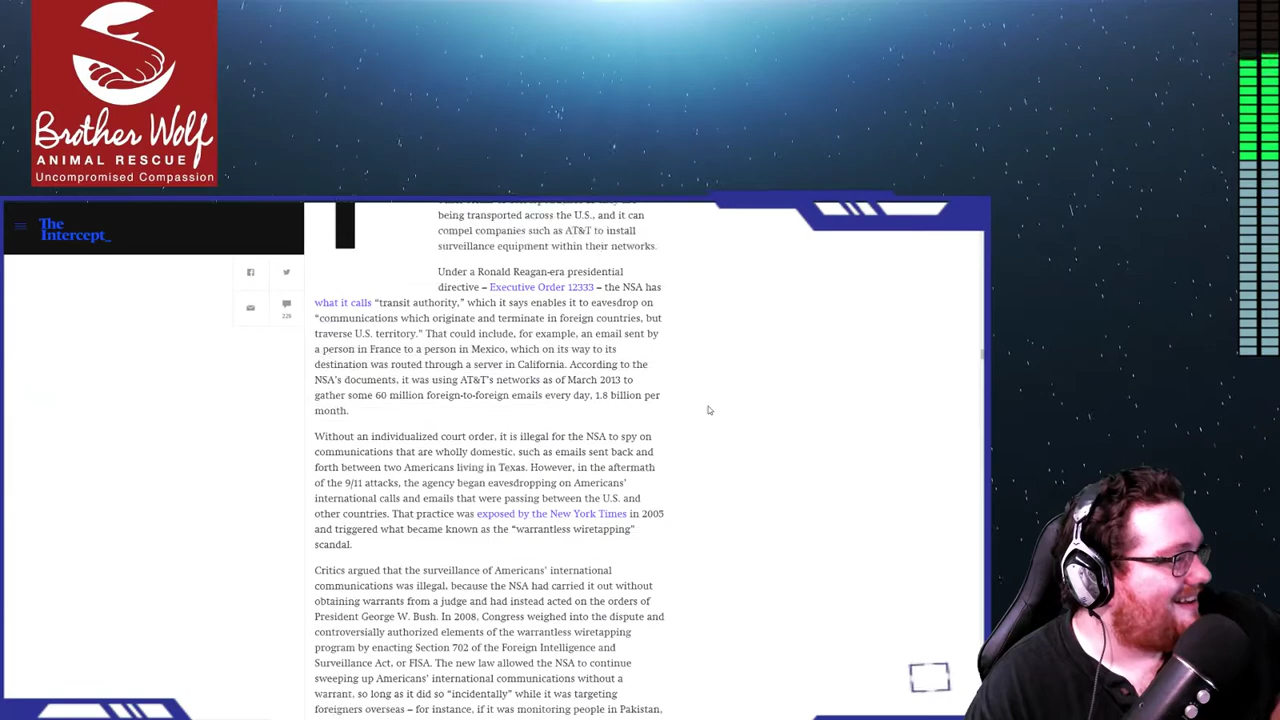 Brother Wolf
ANIMAL RESCUE
Uncompromised Compassion
The
Intercept_
226
being transported across the U.S., and it can
compel companies such as AT&T to install
surveillance equipment within their networks.
Under a Ronald Reagan-era presidential
directive – Executive Order 12333 – the NSA has
what it calls “transit authority,” which it says enables it to eavesdrop on
“communications which originate and terminate in foreign countries, but
traverse U.S. territory.” That could include, for example, an email sent by
a person in France to a person in Mexico, which on its way to its
destination was routed through a server in California. According to the
NSA’s documents, it was using AT&T’s networks as of March 2013 to
gather some 60 million foreign-to-foreign emails every day, 1.8 billion per
month.
Without an individualized court order, it is illegal for the NSA to spy on
communications that are wholly domestic, such as emails sent back and
forth between two Americans living in Texas. However, in the aftermath
of the 9/11 attacks, the agency began eavesdropping on Americans’
international calls and emails that were passing between the U.S. and
other countries. That practice was exposed by the New York Times in 2005
and triggered what became known as the “warrantless wiretapping”
scandal.
Critics argued that the surveillance of Americans’ international
communications was illegal, because the NSA had carried it out without
obtaining warrants from a judge and had instead acted on the orders of
President George W. Bush. In 2008, Congress weighed into the dispute and
controversially authorized elements of the warrantless wiretapping
program by enacting Section 702 of the Foreign Intelligence and
Surveillance Act, or FISA. The new law allowed the NSA to continue
sweeping up Americans’ international communications without a
warrant, so long as it did so “incidentally” while it was targeting
foreigners overseas – for instance, if it was monitoring people in Pakistan,